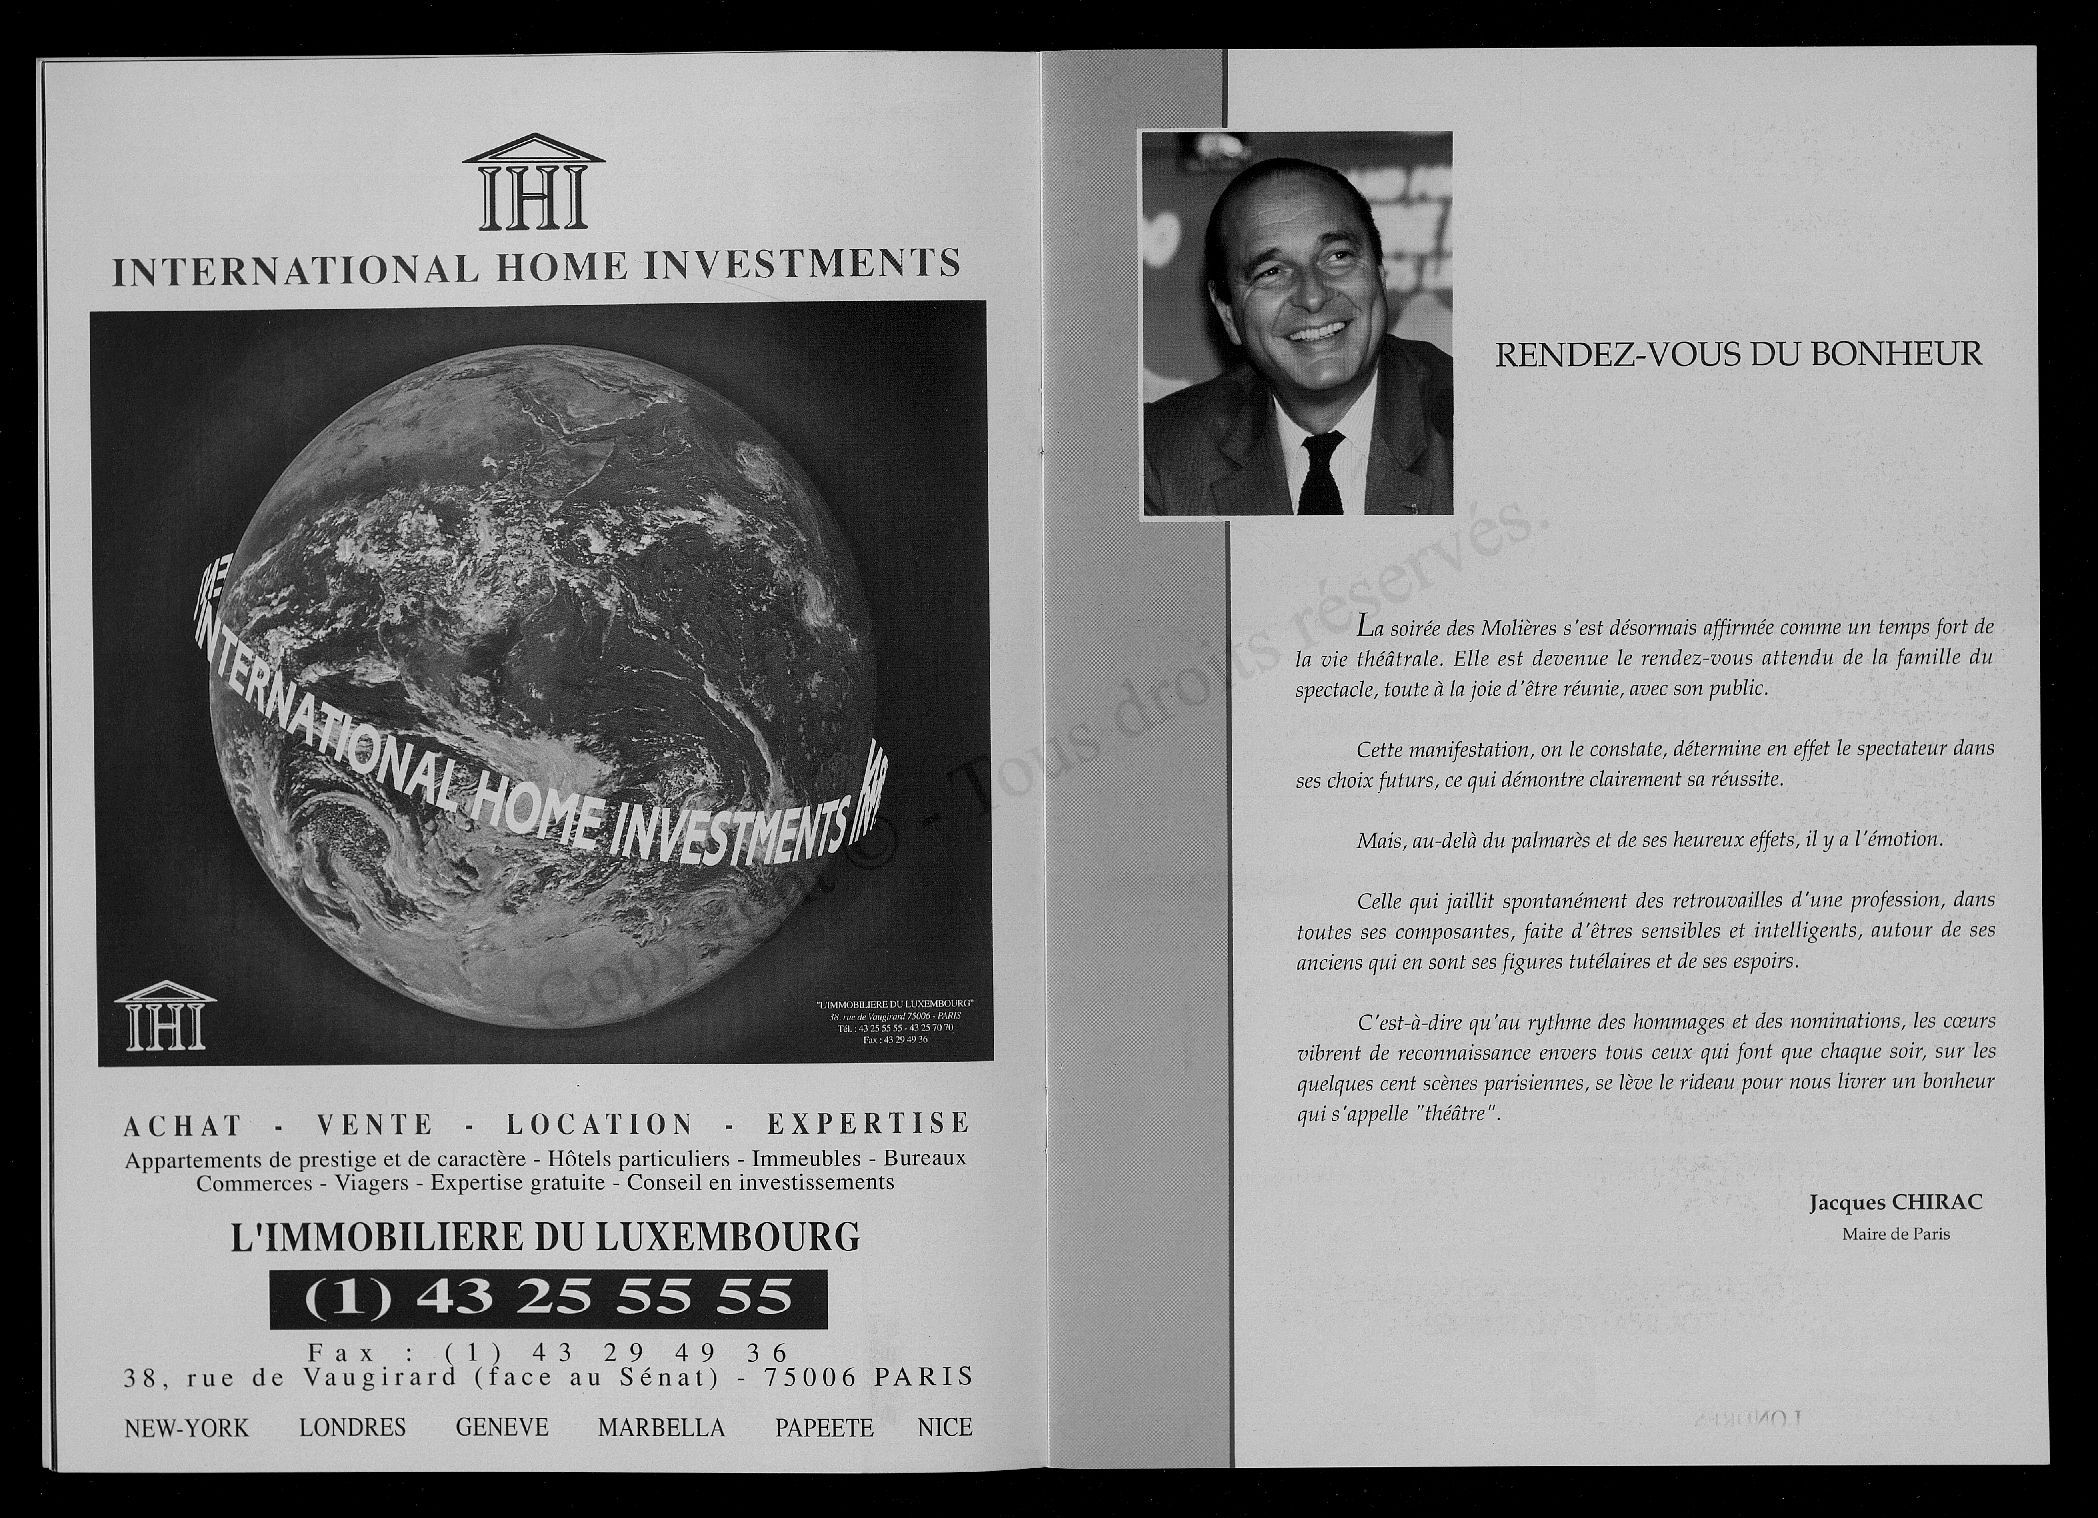 IHI
INTERNATIONAL HOME INVESTMENTS
INTERNATIONAL HOME INVESTMENTS
IHI
"L'IMMOBILIERE DU LUXEMBOURG"
38, rue de Vaugirard 75006 - PARIS
Tél. : 43 25 55 55 - 43 25 70 70
Fax : 43 29 49 36
ACHAT - VENTE - LOCATION - EXPERTISE
Appartements de prestige et de caractère - Hôtels particuliers - Immeubles - Bureaux
Commerces - Viagers - Expertise gratuite - Conseil en investissements
L'IMMOBILIERE DU LUXEMBOURG
(1) 43 25 55 55
Fax : (1) 43 29 49 36
38, rue de Vaugirard (face au Sénat) - 75006 PARIS
NEW-YORK LONDRES GENEVE MARBELLA PAPEETE NICE
RENDEZ-VOUS DU BONHEUR
La soirée des Molières s'est désormais affirmée comme un temps fort de
la vie théâtrale. Elle est devenue le rendez-vous attendu de la famille du
spectacle, toute à la joie d'être réunie, avec son public.
Cette manifestation, on le constate, détermine en effet le spectateur dans
ses choix futurs, ce qui démontre clairement sa réussite.
Mais, au-delà du palmarès et de ses heureux effets, il y a l'émotion.
Celle qui jaillit spontanément des retrouvailles d'une profession, dans
toutes ses composantes, faite d'êtres sensibles et intelligents, autour de ses
anciens qui en sont ses figures tutélaires et de ses espoirs.
C'est-à-dire qu'au rythme des hommages et des nominations, les cœurs
vibrent de reconnaissance envers tous ceux qui font que chaque soir, sur les
quelques cent scènes parisiennes, se lève le rideau pour nous livrer un bonheur
qui s'appelle "théâtre".
Jacques CHIRAC
Maire de Paris
Copyright © - Tous droits réservés.